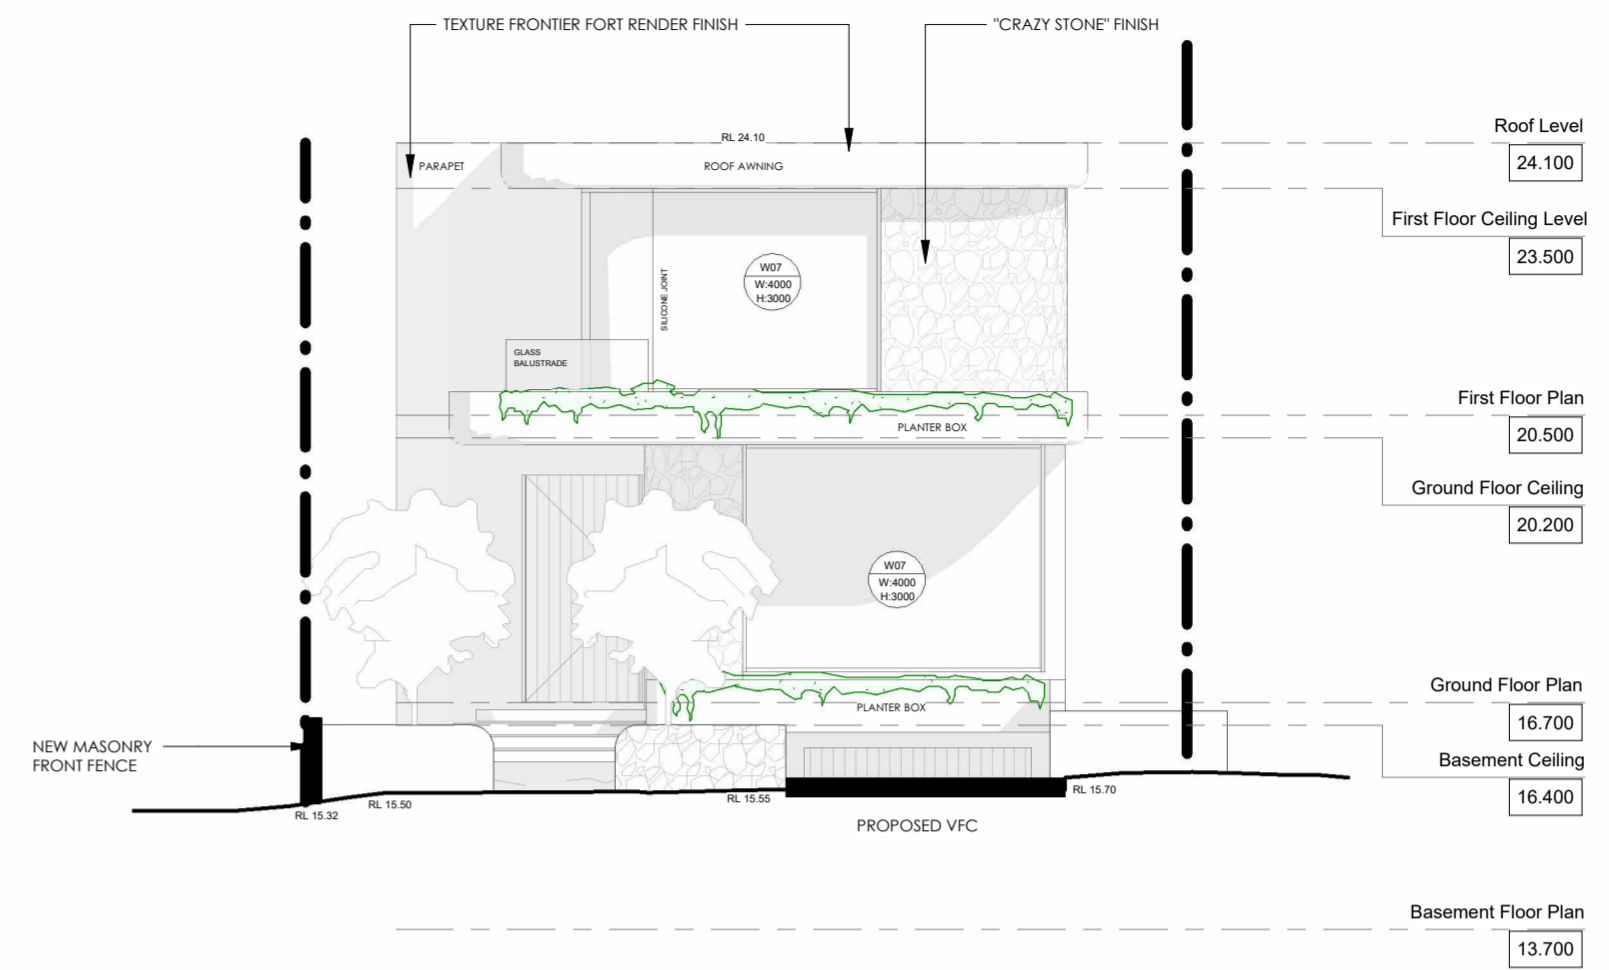 TEXTURE FRONTIER FORT RENDER FINISH
"CRAZY STONE" FINISH
RL 24.10
PARAPET
ROOF AWNING
Roof Level
24.100
First Floor Ceiling Level
23.500
W07
W:4000
H:3000
SILICONE JOINT
GLASS
BALUSTRADE
PLANTER BOX
First Floor Plan
20.500
Ground Floor Ceiling
20.200
W07
W:4000
H:3000
PLANTER BOX
Ground Floor Plan
16.700
NEW MASONRY
FRONT FENCE
Basement Ceiling
16.400
RL 15.32
RL 15.50
RL 15.55
RL 15.70
PROPOSED VFC
Basement Floor Plan
13.700